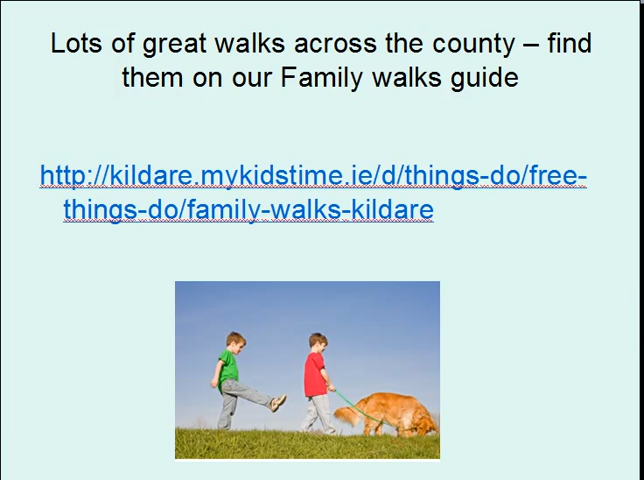 Lots of great walks across the county – find
them on our Family walks guide
http://kildare.mykidstime.ie/d/things-do/free-
things-do/family-walks-kildare